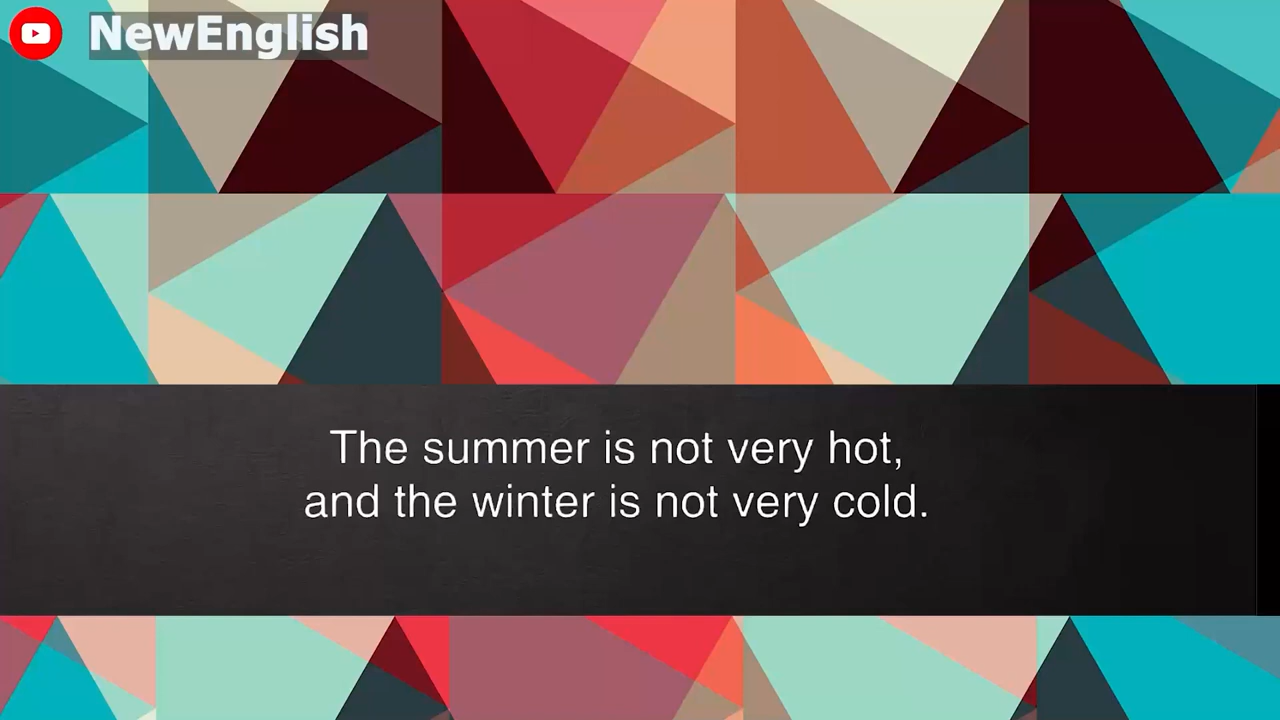 NewEnglish
The summer is not very hot,
and the winter is not very cold.